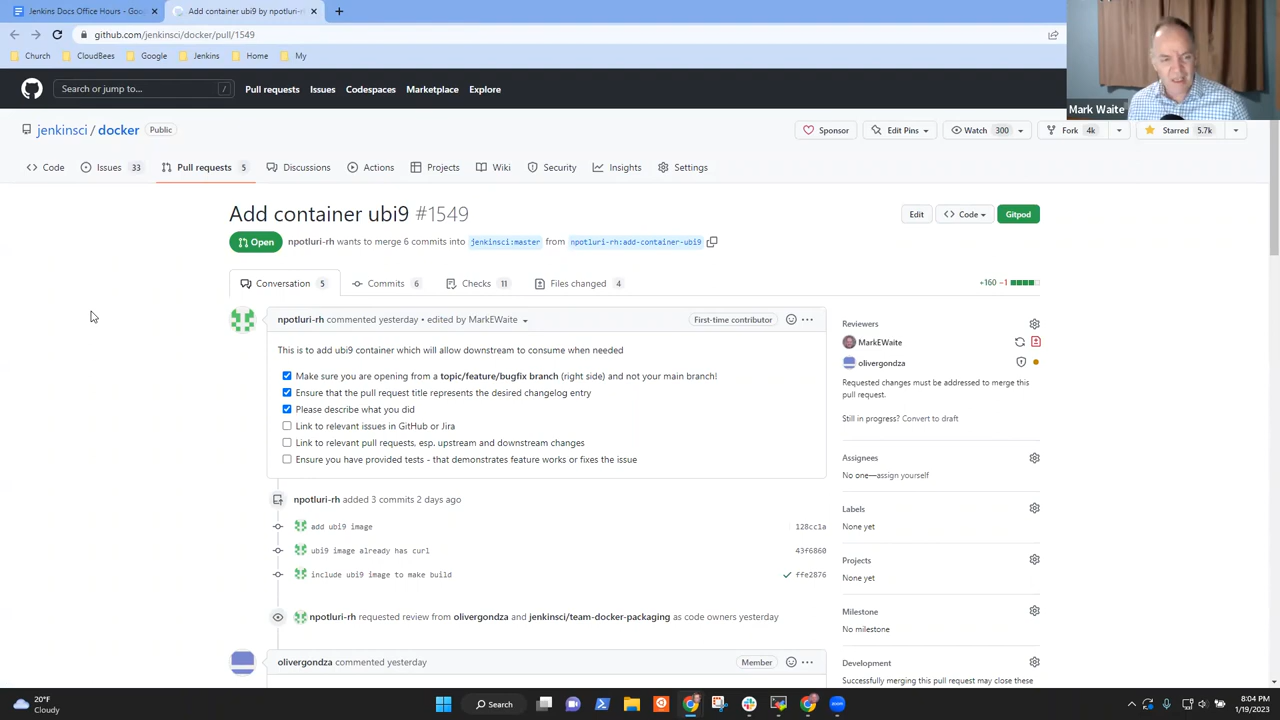 Jenkins Docs Office Hours - Goog
Add container ubi9 by npotluri-r
github.com/jenkinsci/docker/pull/1549
Church
CloudBees
Google
Jenkins
Home
My
Mark Waite
Search or jump to...
/
Pull requests
Issues
Codespaces
Marketplace
Explore
jenkinsci / docker
Public
Sponsor
Edit Pins
Watch 300
Fork 4k
Starred 5.7k
Code
Issues 33
Pull requests 5
Discussions
Actions
Projects
Wiki
Security
Insights
Settings
Add container ubi9 #1549
Edit
Code
Gitpod
Open
npotluri-rh wants to merge 6 commits into jenkinsci:master from npotluri-rh:add-container-ubi9
Conversation 5
Commits 6
Checks 11
Files changed 4
+160 −1
npotluri-rh commented yesterday • edited by MarkEWaite
First-time contributor
This is to add ubi9 container which will allow downstream to consume when needed
Make sure you are opening from a topic/feature/bugfix branch (right side) and not your main branch!
Ensure that the pull request title represents the desired changelog entry
Please describe what you did
Link to relevant issues in GitHub or Jira
Link to relevant pull requests, esp. upstream and downstream changes
Ensure you have provided tests - that demonstrates feature works or fixes the issue
npotluri-rh added 3 commits 2 days ago
add ubi9 image 128cc1a
ubi9 image already has curl 43f6860
include ubi9 image to make build ffe2876
npotluri-rh requested review from olivergondza and jenkinsci/team-docker-packaging as code owners yesterday
olivergondza commented yesterday
Member
Reviewers
MarkEWaite
olivergondza
Requested changes must be addressed to merge this
pull request.
Still in progress? Convert to draft
Assignees
No one—assign yourself
Labels
None yet
Projects
None yet
Milestone
No milestone
Development
Successfully merging this pull request may close these
20°F
Cloudy
Search
8:04 PM
1/19/2023